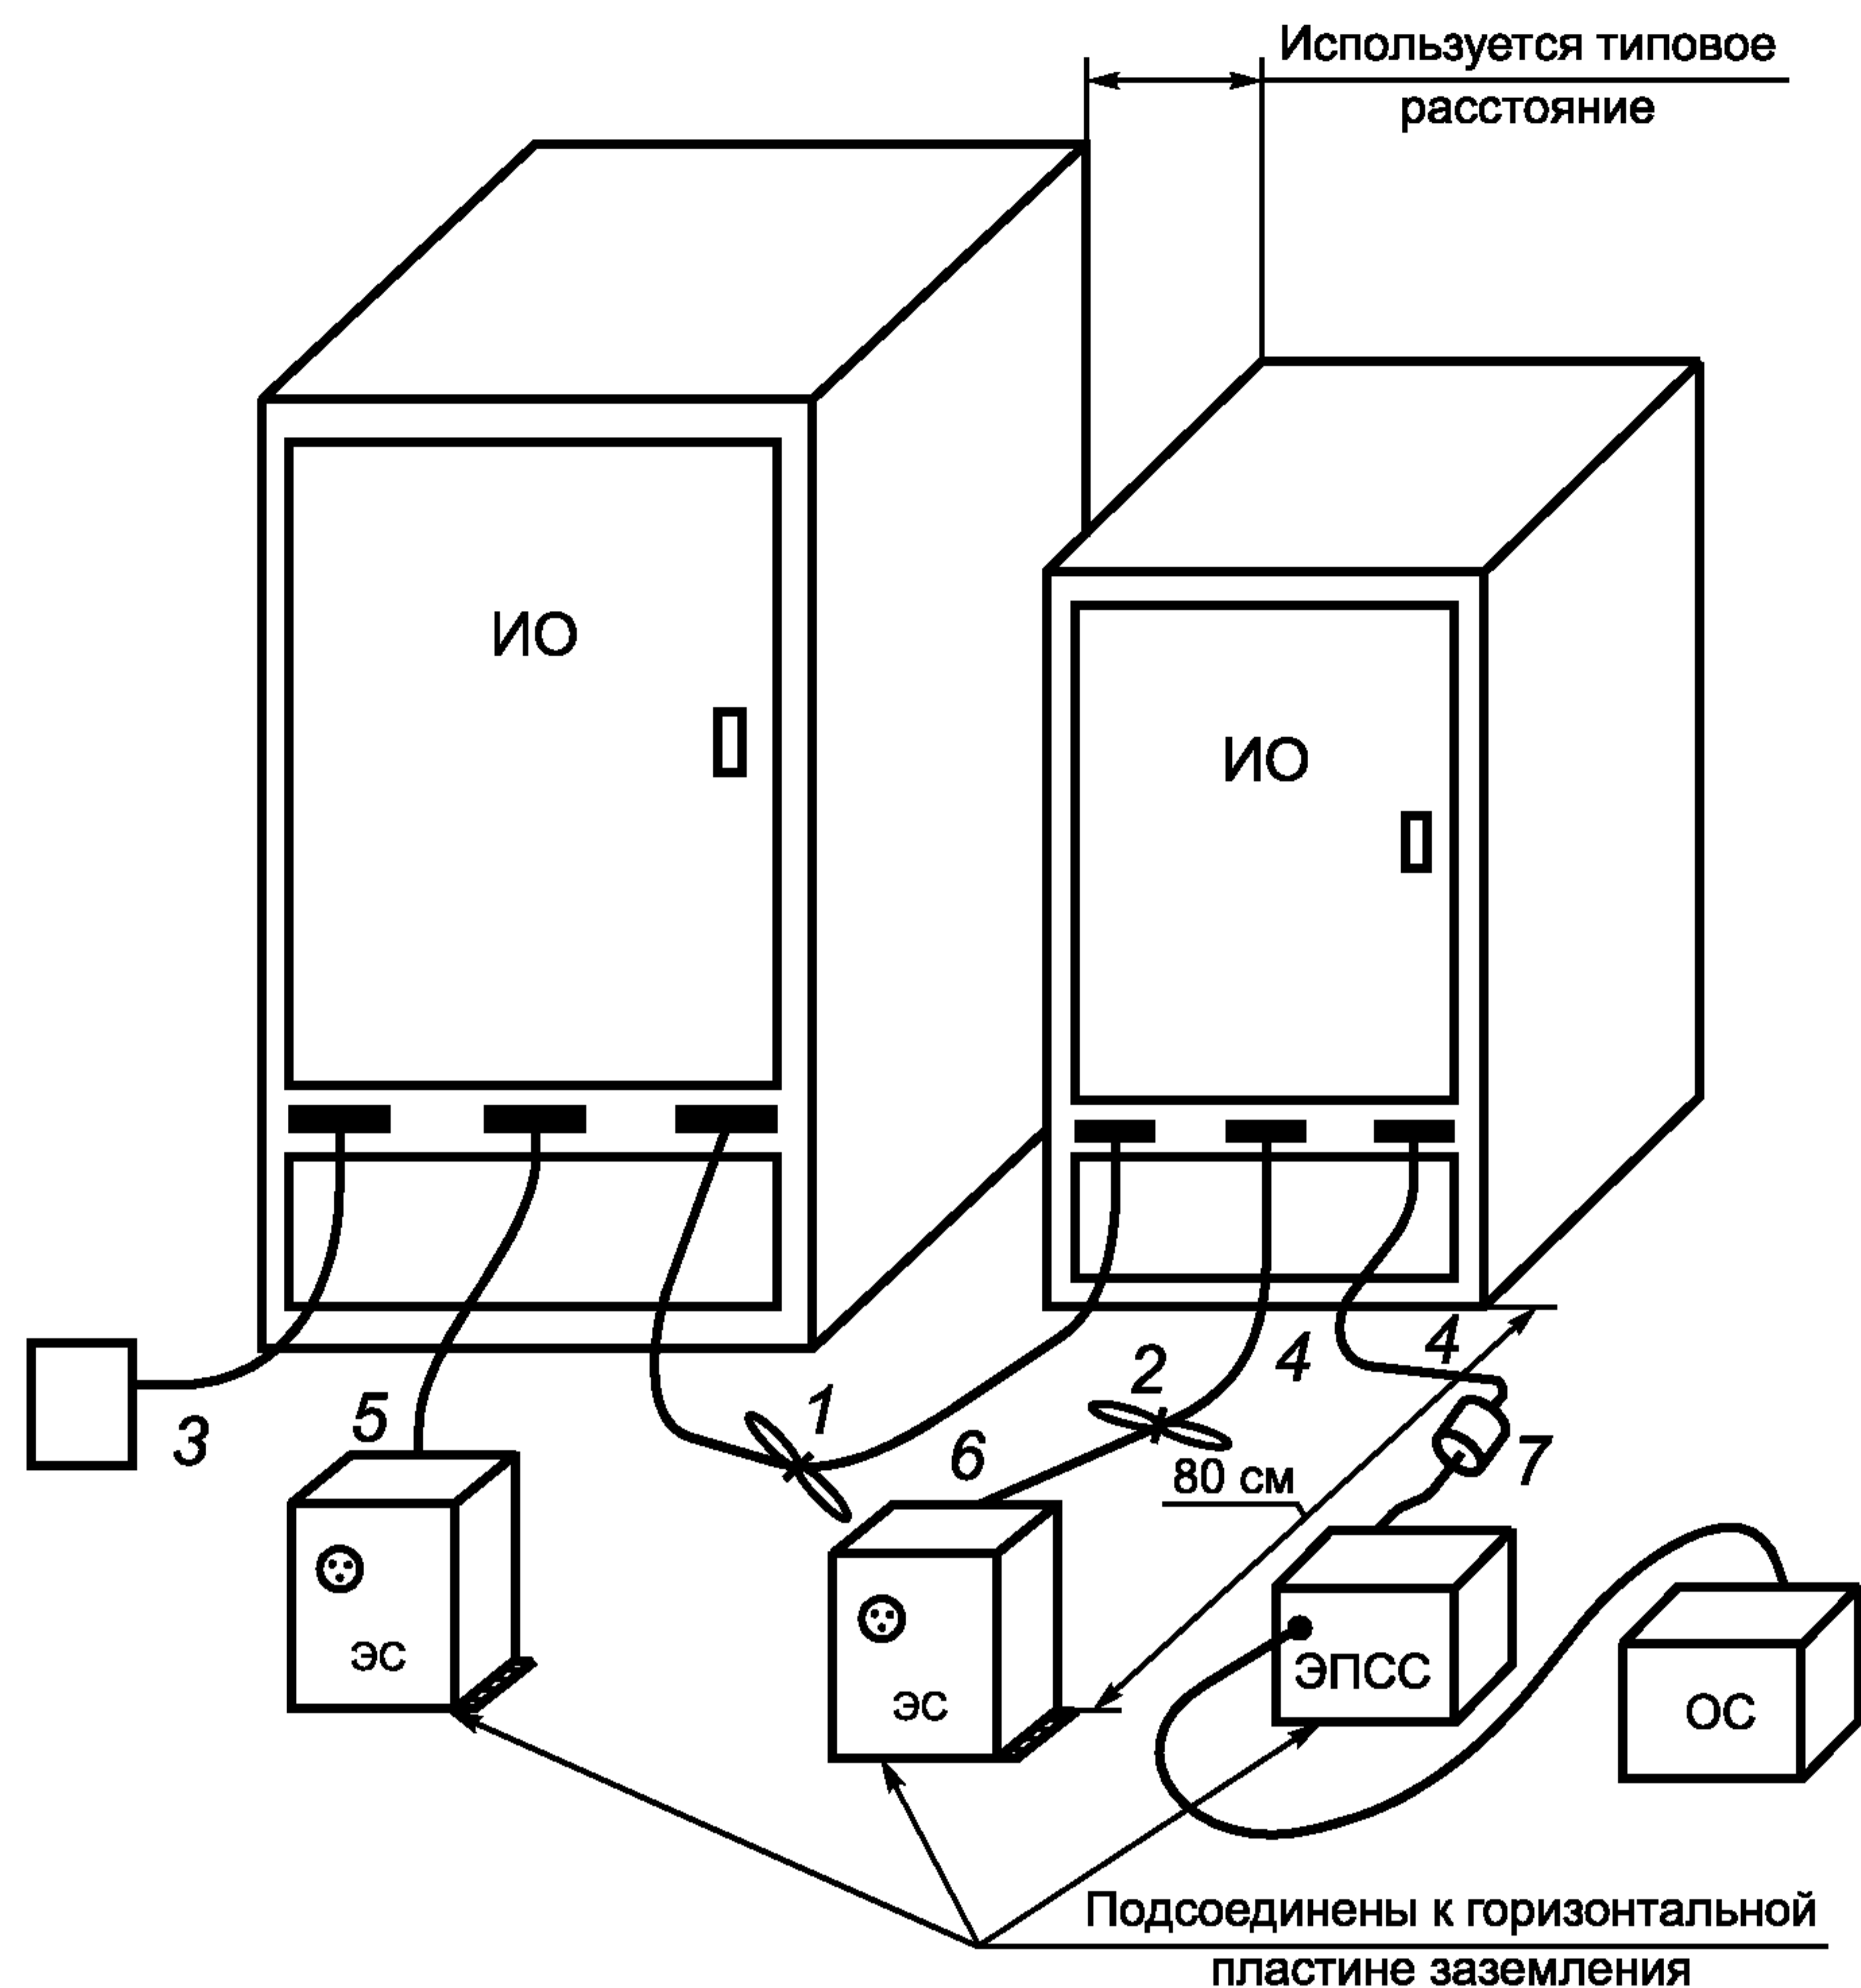 Используется типовое
расстояние
ИО
ИО
1
2
4
4
3
5
6
7
80 см
ЭС
ЭС
ЭПСС
ОС
Подсоединены к горизонтальной
пластине заземления